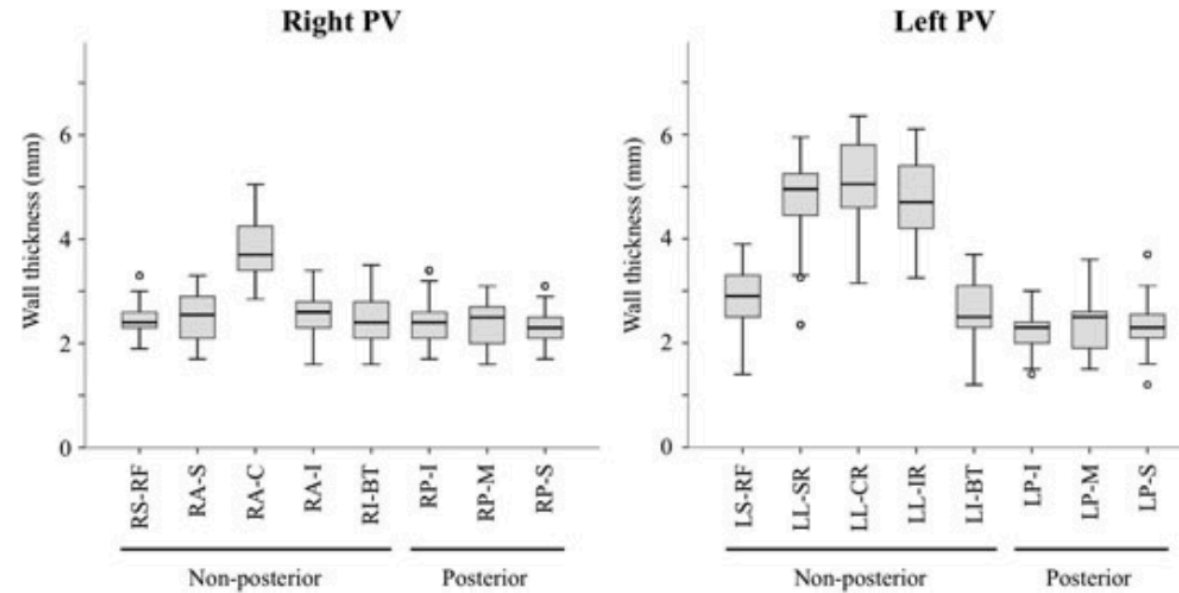 Right PV
Wall thickness (mm)
6
4
2
0
RS-RF
RA-S
RA-C
RA-I
RI-BT
RP-I
RP-M
RP-S
Non-posterior
Posterior
Left PV
Wall thickness (mm)
6
4
2
0
LS-RF
LL-SR
LL-CR
LL-IR
LI-BT
LP-I
LP-M
LP-S
Non-posterior
Posterior